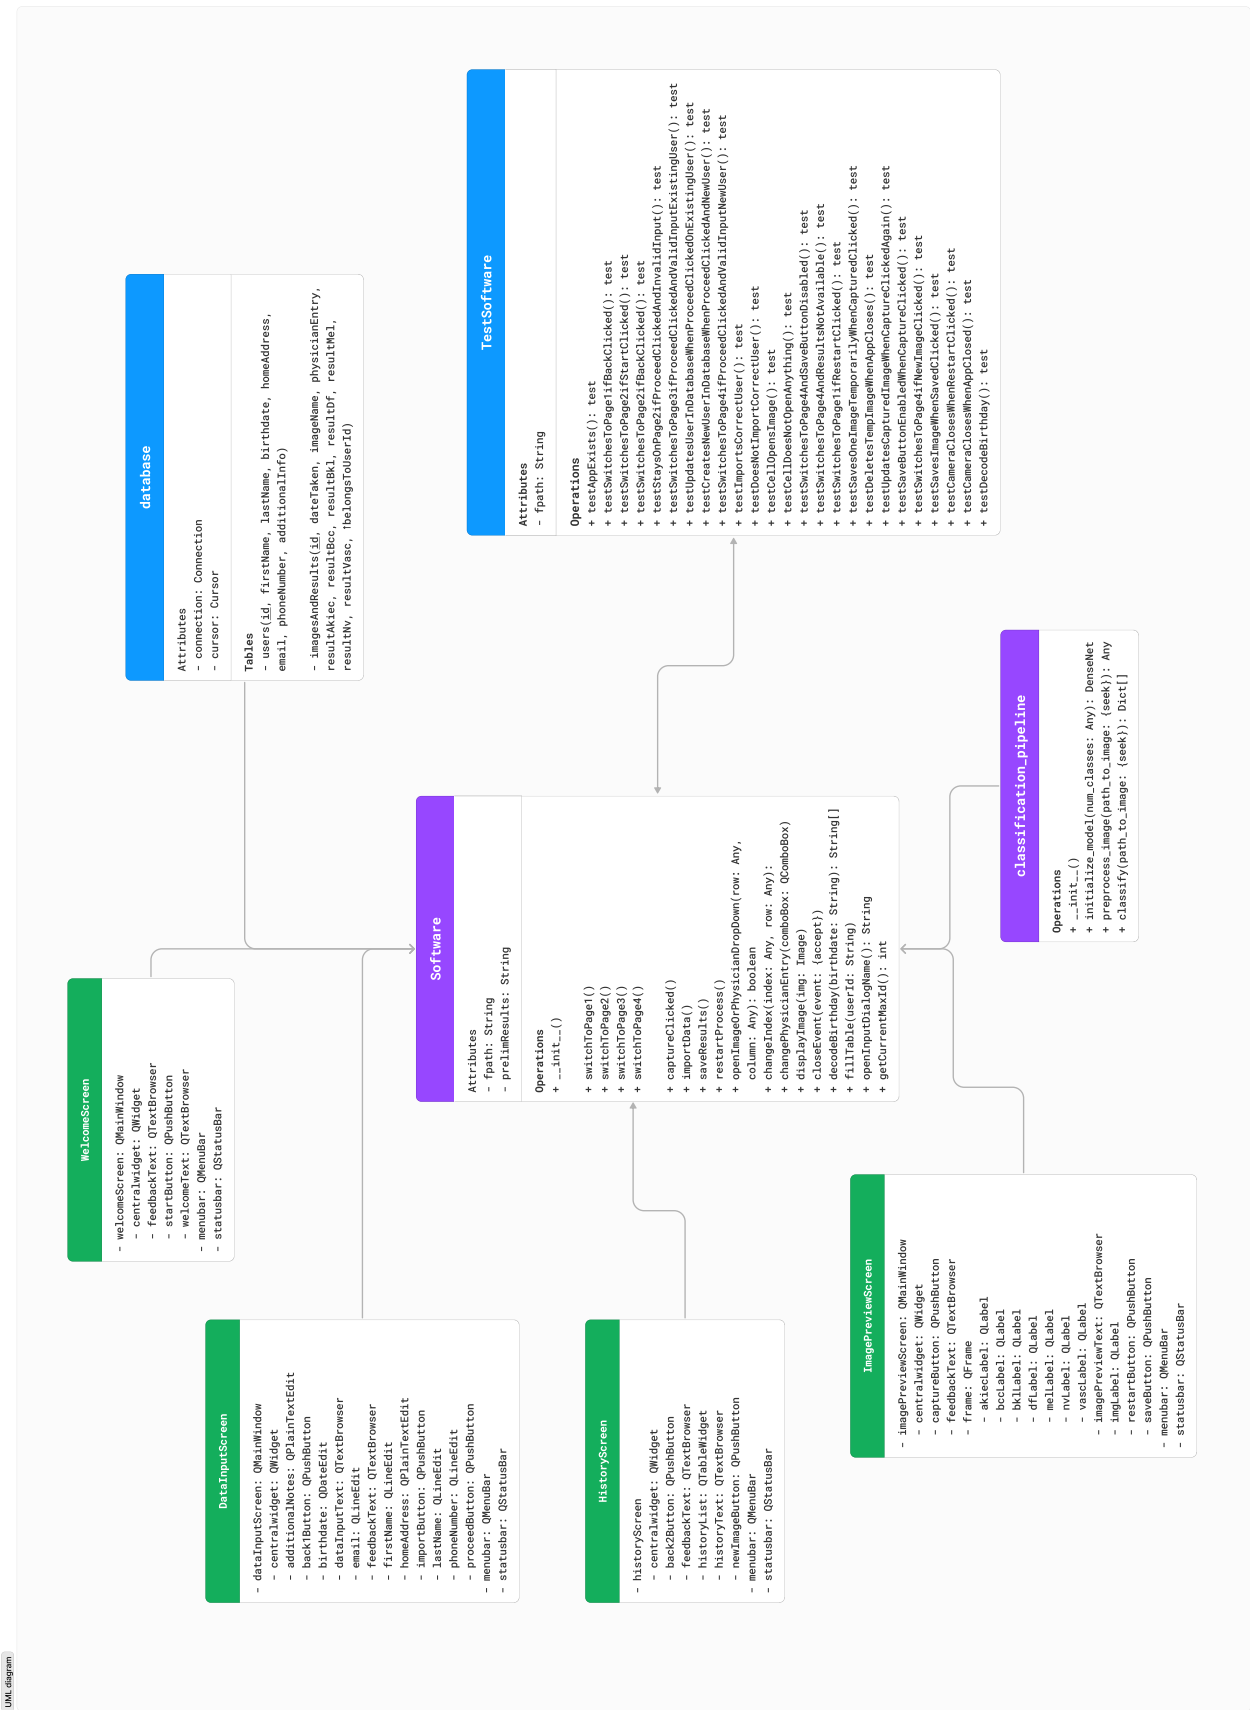 UML diagram
WelcomeScreen
- welcomeScreen: QMainWindow
- centralwidget: QWidget
- feedbackText: QTextBrowser
- startButton: QPushButton
- welcomeText: QTextBrowser
- menubar: QMenuBar
- statusbar: QStatusBar
DataInputScreen
- dataInputScreen: QMainWindow
- centralwidget: QWidget
- additionalNotes: QPlainTextEdit
- back1Button: QPushButton
- birthdate: QDateEdit
- dataInputText: QTextBrowser
- email: QLineEdit
- feedbackText: QTextBrowser
- firstName: QLineEdit
- homeAddress: QPlainTextEdit
- importButton: QPushButton
- lastName: QLineEdit
- phoneNumber: QLineEdit
- proceedButton: QPushButton
- menubar: QMenuBar
- statusbar: QStatusBar
HistoryScreen
- historyScreen
- centralwidget: QWidget
- back2Button: QPushButton
- feedbackText: QTextBrowser
- historyList: QTableWidget
- historyText: QTextBrowser
- newImageButton: QPushButton
- menubar: QMenuBar
- statusbar: QStatusBar
ImagePreviewScreen
- imagePreviewScreen: QMainWindow
- centralwidget: QWidget
- captureButton: QPushButton
- feedbackText: QTextBrowser
- frame: QFrame
- akiecLabel: QLabel
- bccLabel: QLabel
- bklLabel: QLabel
- dfLabel: QLabel
- melLabel: QLabel
- nvLabel: QLabel
- vascLabel: QLabel
- imagePreviewText: QTextBrowser
- imgLabel: QLabel
- restartButton: QPushButton
- saveButton: QPushButton
- menubar: QMenuBar
- statusbar: QStatusBar
database
Attributes
- connection: Connection
- cursor: Cursor
Tables
- users(id, firstName, lastName, birthdate, homeAddress,
email, phoneNumber, additionalInfo)
- imagesAndResults(id, dateTaken, imageName, physicianEntry,
resultAkiec, resultBcc, resultBkl, resultDf, resultMel,
resultNv, resultVasc, ↑belongsToUserId)
Software
Attributes
- fpath: String
- prelimResults: String
Operations
+ __init__()
+ switchToPage1()
+ switchToPage2()
+ switchToPage3()
+ switchToPage4()
+ captureClicked()
+ importData()
+ saveResults()
+ restartProcess()
+ openImageOrPhysicianDropDown(row: Any,
column: Any): boolean
+ changeIndex(index: Any, row: Any):
+ changePhysicianEntry(comboBox: QComboBox)
+ displayImage(img: Image)
+ closeEvent(event: {accept})
+ decodeBirthday(birthdate: String): String[]
+ fillTable(userId: String)
+ openInputDialogName(): String
+ getCurrentMaxId(): int
TestSoftware
Attributes
- fpath: String
Operations
+ testAppExists(): test
+ testSwitchesToPage1ifBackClicked(): test
+ testSwitchesToPage2ifStartClicked(): test
+ testSwitchesToPage2ifBackClicked(): test
+ testStaysOnPage2ifProceedClickedAndInvalidInput(): test
+ testSwitchesToPage3ifProceedClickedAndValidInputExistingUser(): test
+ testUpdatesUserInDatabaseWhenProceedClickedOnExistingUser(): test
+ testCreatesNewUserInDatabaseWhenProceedClickedAndNewUser(): test
+ testSwitchesToPage4ifProceedClickedAndValidInputNewUser(): test
+ testImportsCorrectUser(): test
+ testDoesNotImportCorrectUser(): test
+ testCellOpensImage(): test
+ testCellDoesNotOpenAnything(): test
+ testSwitchesToPage4AndSaveButtonDisabled(): test
+ testSwitchesToPage4AndResultsNotAvailable(): test
+ testSwitchesToPage1ifRestartClicked(): test
+ testSavesOneImageTemporarilyWhenCapturedClicked(): test
+ testDeletesTempImageWhenAppCloses(): test
+ testUpdatesCapturedImageWhenCaptureClickedAgain(): test
+ testSaveButtonEnabledWhenCaptureClicked(): test
+ testSwitchesToPage4ifNewImageClicked(): test
+ testSavesImageWhenSavedClicked(): test
+ testCameraClosesWhenRestartClicked(): test
+ testCameraClosesWhenAppClosed(): test
+ testDecodeBirthday(): test
classification_pipeline
Operations
+ __init__()
+ initialize_model(num_classes: Any): DenseNet
+ preprocess_image(path_to_image: {seek}): Any
+ classify(path_to_image: {seek}): Dict[]